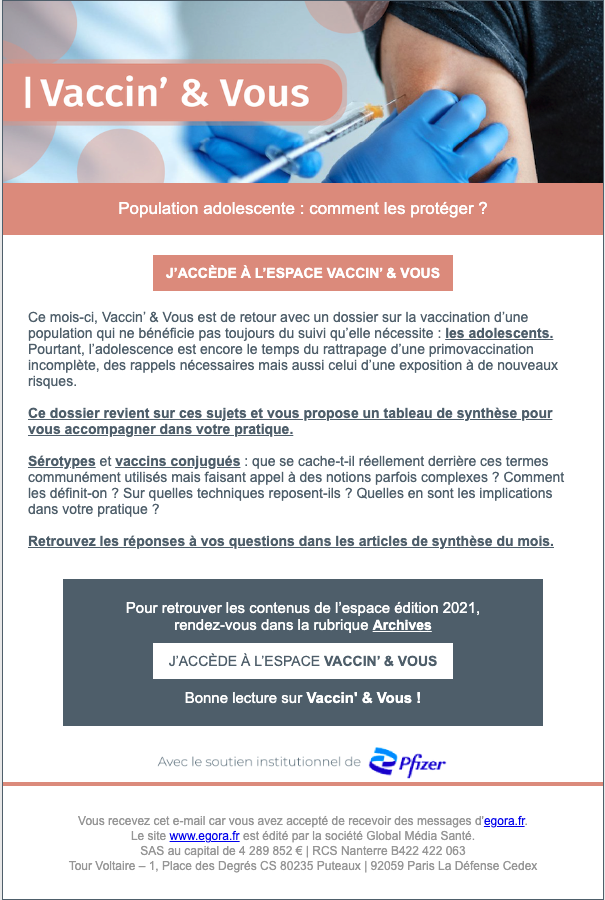 | Vaccin’ & Vous
Population adolescente : comment les protéger ?
J’ACCÈDE À L’ESPACE VACCIN’ & VOUS
Ce mois-ci, Vaccin’ & Vous est de retour avec un dossier sur la vaccination d’une
population qui ne bénéficie pas toujours du suivi qu’elle nécessite : les adolescents.
Pourtant, l’adolescence est encore le temps du rattrapage d’une primovaccination
incomplète, des rappels nécessaires mais aussi celui d’une exposition à de nouveaux
risques.
Ce dossier revient sur ces sujets et vous propose un tableau de synthèse pour
vous accompagner dans votre pratique.
Sérotypes et vaccins conjugués : que se cache-t-il réellement derrière ces termes
communément utilisés mais faisant appel à des notions parfois complexes ? Comment
les définit-on ? Sur quelles techniques reposent-ils ? Quelles en sont les implications
dans votre pratique ?
Retrouvez les réponses à vos questions dans les articles de synthèse du mois.
Pour retrouver les contenus de l’espace édition 2021,
rendez-vous dans la rubrique Archives
J’ACCÈDE À L’ESPACE VACCIN’ & VOUS
Bonne lecture sur Vaccin' & Vous !
Avec le soutien institutionnel de Pfizer
Vous recevez cet e-mail car vous avez accepté de recevoir des messages d’egora.fr.
Le site www.egora.fr est édité par la société Global Média Santé.
SAS au capital de 4 289 852 € | RCS Nanterre B422 422 063
Tour Voltaire – 1, Place des Degrés CS 80235 Puteaux | 92059 Paris La Défense Cedex